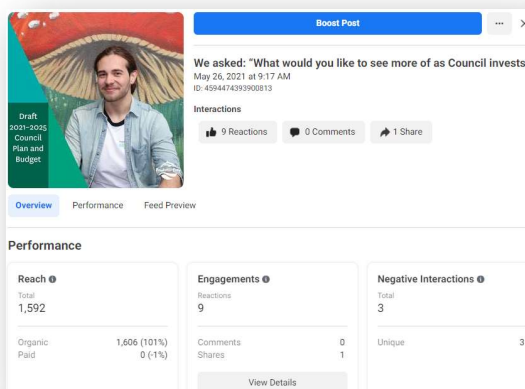 Boost Post
We asked: "What would you like to see more of as Council invests
May 26, 2021 at 9:17 AM
ID: 4594474393900813
Interactions
9 Reactions
0 Comments
1 Share
Draft
2021-2025
Council
Plan and
Budget
Overview Performance Feed Preview
Performance
Reach
Total
1,592
Organic 1,606 (101%)
Paid 0 (-1%)
Engagements
Reactions
9
Comments 0
Shares 1
View Details
Negative Interactions
Total
3
Unique 3